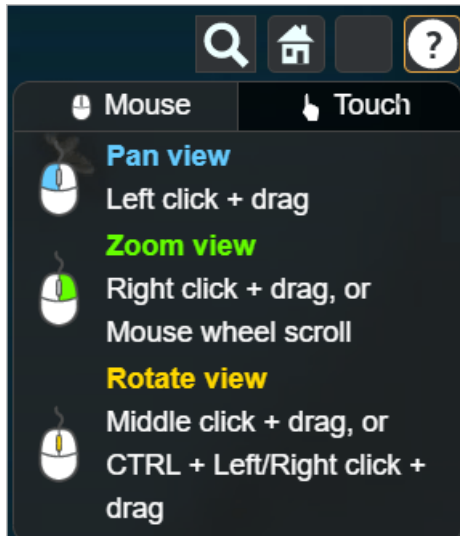 ?
Mouse
Touch
Pan view
Left click + drag
Zoom view
Right click + drag, or
Mouse wheel scroll
Rotate view
Middle click + drag, or
CTRL + Left/Right click +
drag